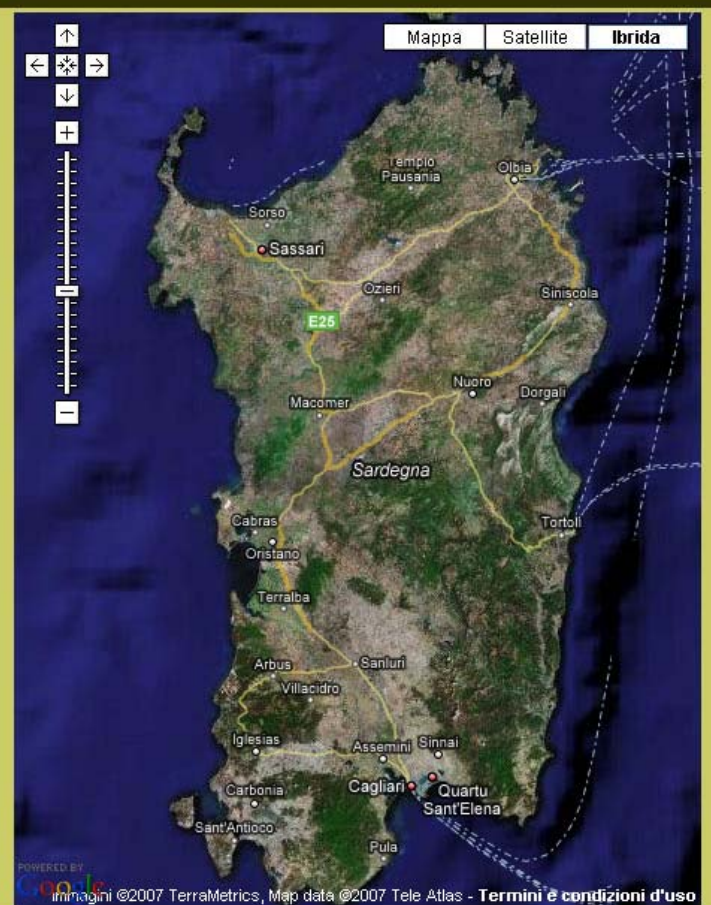 Mappa Satellite Ibrida
Tempio
Pausania
Olbia
Sorso
Sassari
Ozieri
Siniscola
E25
Nuoro
Dorgali
Macomer
Sardegna
Cabras
Oristano
Tortolì
Terralba
Arbus
Sanluri
Villacidro
Iglesias
Assemini
Sinnai
Carbonia
Cagliari
Quartu
Sant'Elena
Sant'Antioco
Pula
POWERED BY
Google
Immagini ©2007 TerraMetrics, Map data ©2007 Tele Atlas - Termini e condizioni d'uso